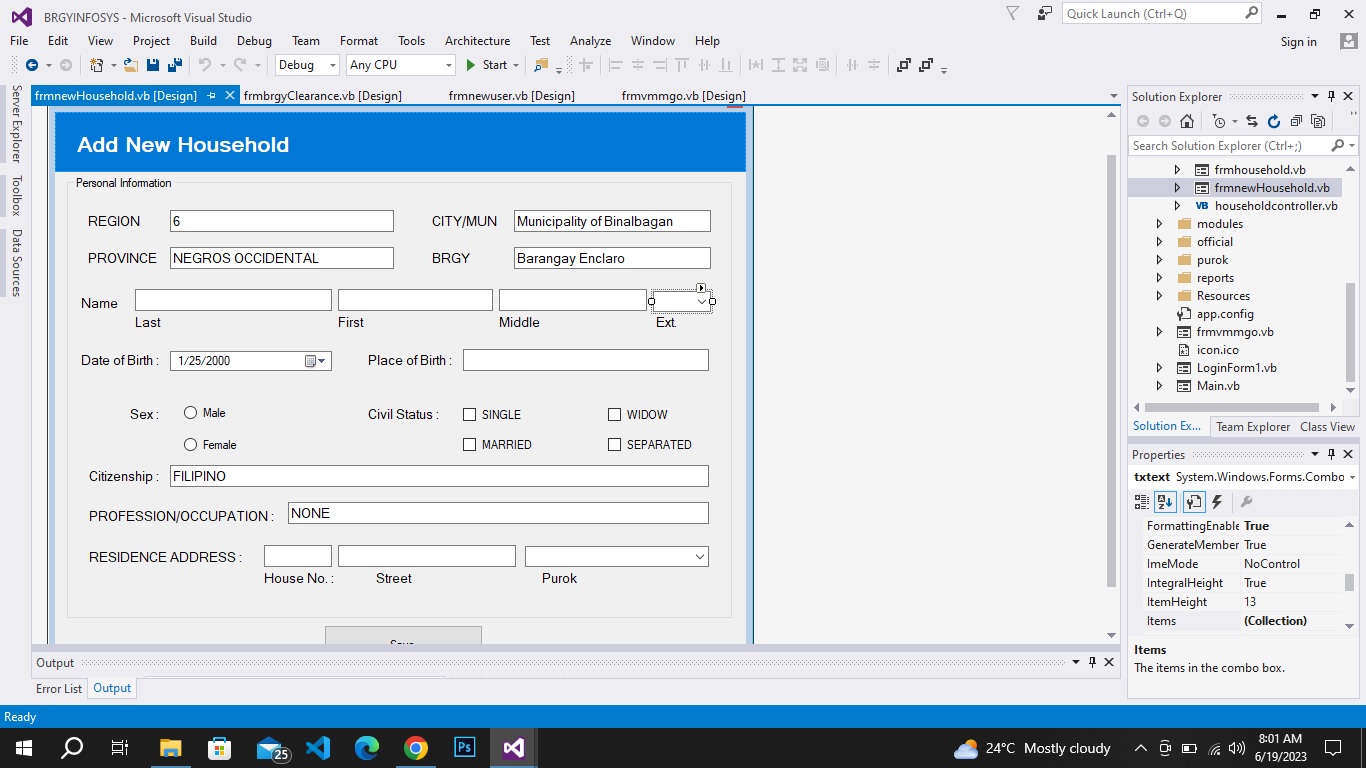 BRGYINFOSYS - Microsoft Visual Studio
Quick Launch (Ctrl+Q)
File Edit View Project Build Debug Team Format Tools Architecture Test Analyze Window Help
Sign in
Debug Any CPU Start
frmnewHousehold.vb [Design] frmbrgyClearance.vb [Design] frmnewuser.vb [Design] frmvmmgo.vb [Design]
Server Explorer
Toolbox
Data Sources
Add New Household
Personal Information
REGION 6 CITY/MUN Municipality of Binalbagan
PROVINCE NEGROS OCCIDENTAL BRGY Barangay Enclaro
Name
Last First Middle Ext.
Date of Birth : 1/25/2000 Place of Birth :
Sex : Male Civil Status : SINGLE WIDOW
Female MARRIED SEPARATED
Citizenship : FILIPINO
PROFESSION/OCCUPATION : NONE
RESIDENCE ADDRESS :
House No. : Street Purok
Save
Output
Error List Output
Solution Explorer
Search Solution Explorer (Ctrl+;)
frmhousehold.vb
frmnewHousehold.vb
VB householdcontroller.vb
modules
official
purok
reports
Resources
app.config
frmvmmgo.vb
icon.ico
LoginForm1.vb
Main.vb
Solution Ex... Team Explorer Class View
Properties
txtext System.Windows.Forms.Combo
FormattingEnable True
GenerateMember True
ImeMode NoControl
IntegralHeight True
ItemHeight 13
Items (Collection)
Items
The items in the combo box.
Ready
25
Ps
24°C Mostly cloudy
8:01 AM
6/19/2023